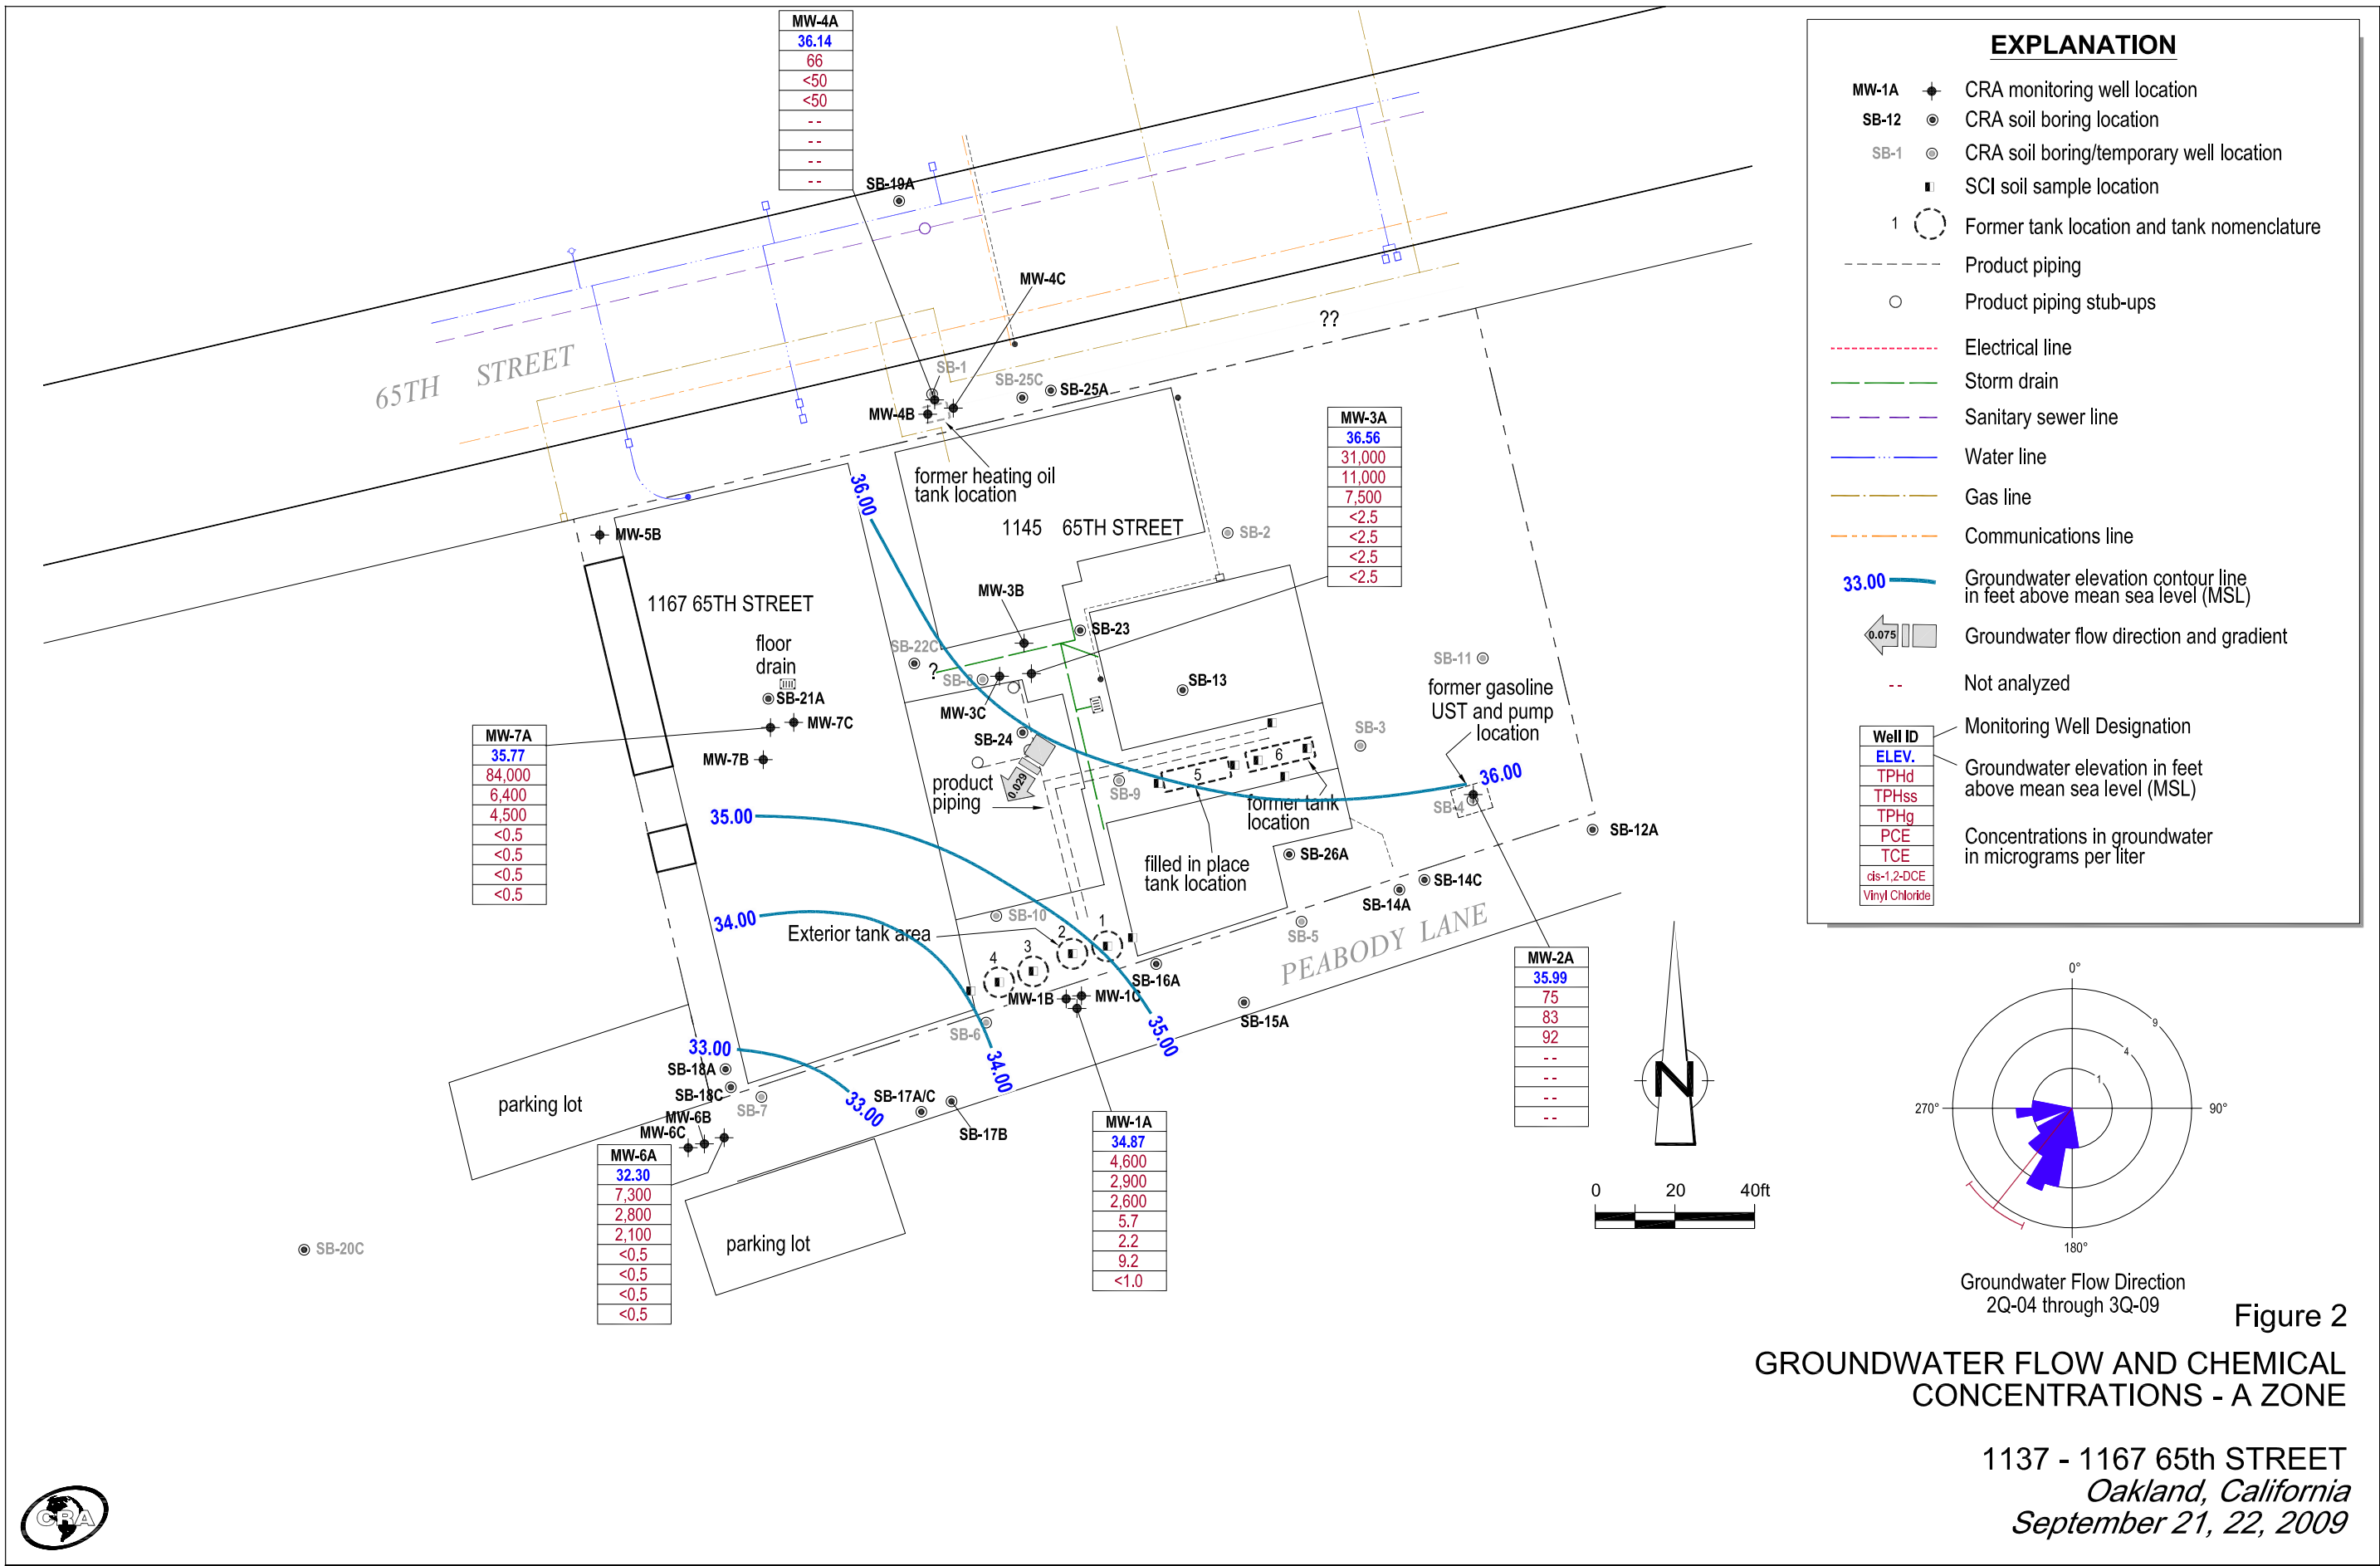 MW-4A
36.14
66
<50
<50
--
--
--
--
SB-19A
MW-4C
??
65TH STREET
SB-1
SB-25C
SB-25A
MW-4B
former heating oil
tank location
36.00
1145 65TH STREET
SB-2
MW-3A
36.56
31,000
11,000
7,500
<2.5
<2.5
<2.5
<2.5
MW-5B
1167 65TH STREET
floor
drain
SB-21A
MW-7C
MW-7B
MW-3B
SB-23
SB-22C
?
SB-8
MW-3C
SB-24
SB-13
SB-11
former gasoline
UST and pump
location
SB-3
MW-7A
35.77
84,000
6,400
4,500
<0.5
<0.5
<0.5
<0.5
0.029
product
piping
SB-9
5
6
36.00
SB-4
former tank
location
35.00
SB-12A
filled in place
tank location
SB-26A
SB-14C
SB-14A
34.00
Exterior tank area
SB-10
1
2
3
4
SB-5
PEABODY LANE
SB-16A
MW-1B
MW-1C
SB-6
SB-15A
35.00
34.00
33.00
SB-18A
SB-18C
SB-7
33.00
SB-17A/C
SB-17B
parking lot
MW-6B
MW-6C
MW-6A
32.30
7,300
2,800
2,100
<0.5
<0.5
<0.5
<0.5
parking lot
SB-20C
MW-1A
34.87
4,600
2,900
2,600
5.7
2.2
9.2
<1.0
MW-2A
35.99
75
83
92
--
--
--
--
N
0 20 40ft
EXPLANATION
MW-1A CRA monitoring well location
SB-12 CRA soil boring location
SB-1 CRA soil boring/temporary well location
SCI soil sample location
1 Former tank location and tank nomenclature
Product piping
Product piping stub-ups
Electrical line
Storm drain
Sanitary sewer line
Water line
Gas line
Communications line
33.00 Groundwater elevation contour line
in feet above mean sea level (MSL)
0.075 Groundwater flow direction and gradient
-- Not analyzed
Well ID
ELEV.
TPHd
TPHss
TPHg
PCE
TCE
cis-1,2-DCE
Vinyl Chloride
Monitoring Well Designation
Groundwater elevation in feet
above mean sea level (MSL)
Concentrations in groundwater
in micrograms per liter
0°
9
4
1
270°
90°
180°
Groundwater Flow Direction
2Q-04 through 3Q-09
Figure 2
GROUNDWATER FLOW AND CHEMICAL
CONCENTRATIONS - A ZONE
1137 - 1167 65th STREET
Oakland, California
September 21, 22, 2009
CRA